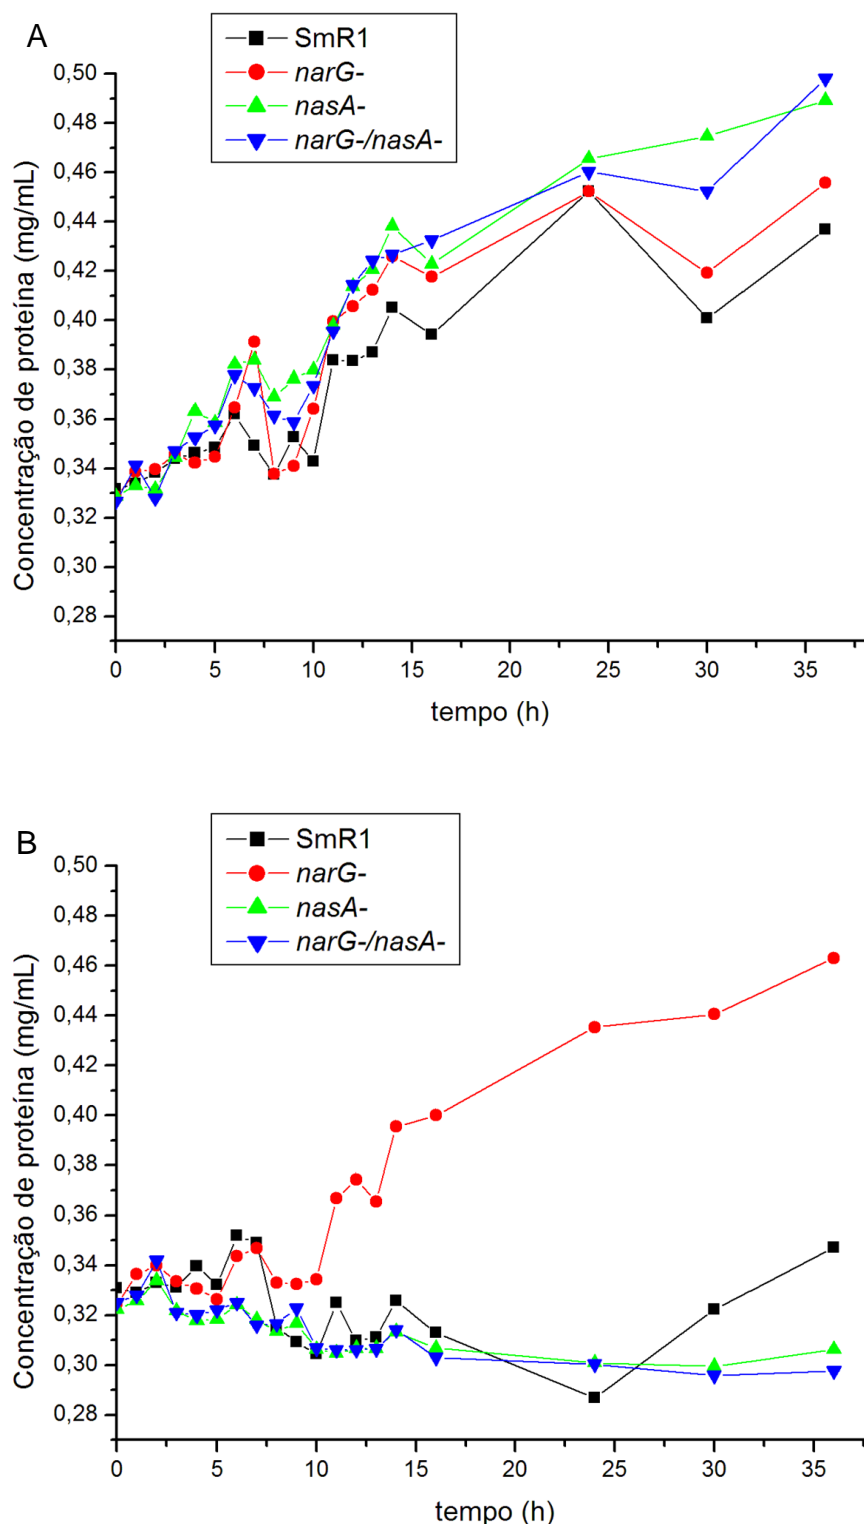 A
SmR1
narG-
nasA-
narG-/nasA-
Concentração de proteína (mg/mL)
0,50
0,48
0,46
0,44
0,42
0,40
0,38
0,36
0,34
0,32
0,30
0,28
0 5 10 15 20 25 30 35
tempo (h)
B
SmR1
narG-
nasA-
narG-/nasA-
Concentração de proteína (mg/mL)
0,50
0,48
0,46
0,44
0,42
0,40
0,38
0,36
0,34
0,32
0,30
0,28
0 5 10 15 20 25 30 35
tempo (h)